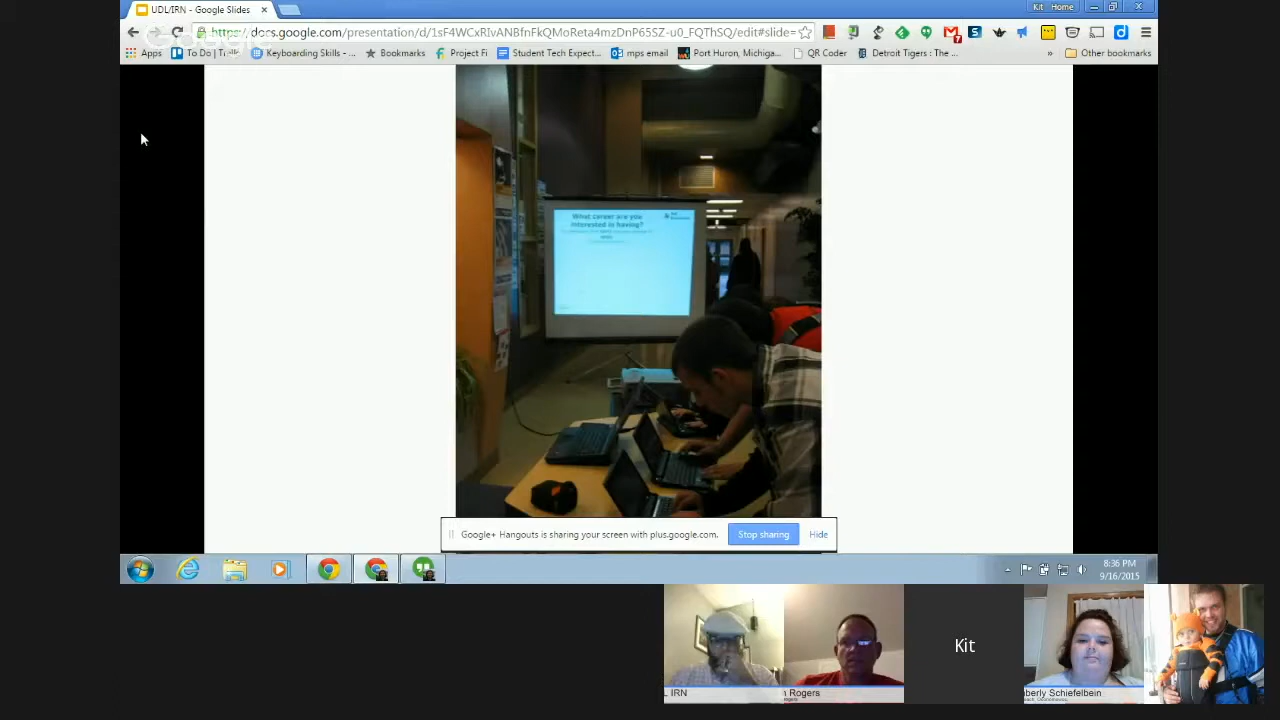 UDL/IRN - Google Slides
Kit
Home
https://docs.google.com/presentation/d/1sF4WCxRIvANBfnFkQMoReta4mzDnP65SZ-u0_FQThSQ/edit#slide=
7
Apps
To Do | Trello
Keyboarding Skills - ...
Bookmarks
Project Fi
Student Tech Expect...
mps email
Port Huron, Michiga...
QR Coder
Detroit Tigers : The ...
»
Other bookmarks
What career are you
interested in having?
Google+ Hangouts is sharing your screen with plus.google.com.
Stop sharing
Hide
8:36 PM
9/16/2015
Kit
L IRN
n Rogers
mberly Schiefelbein